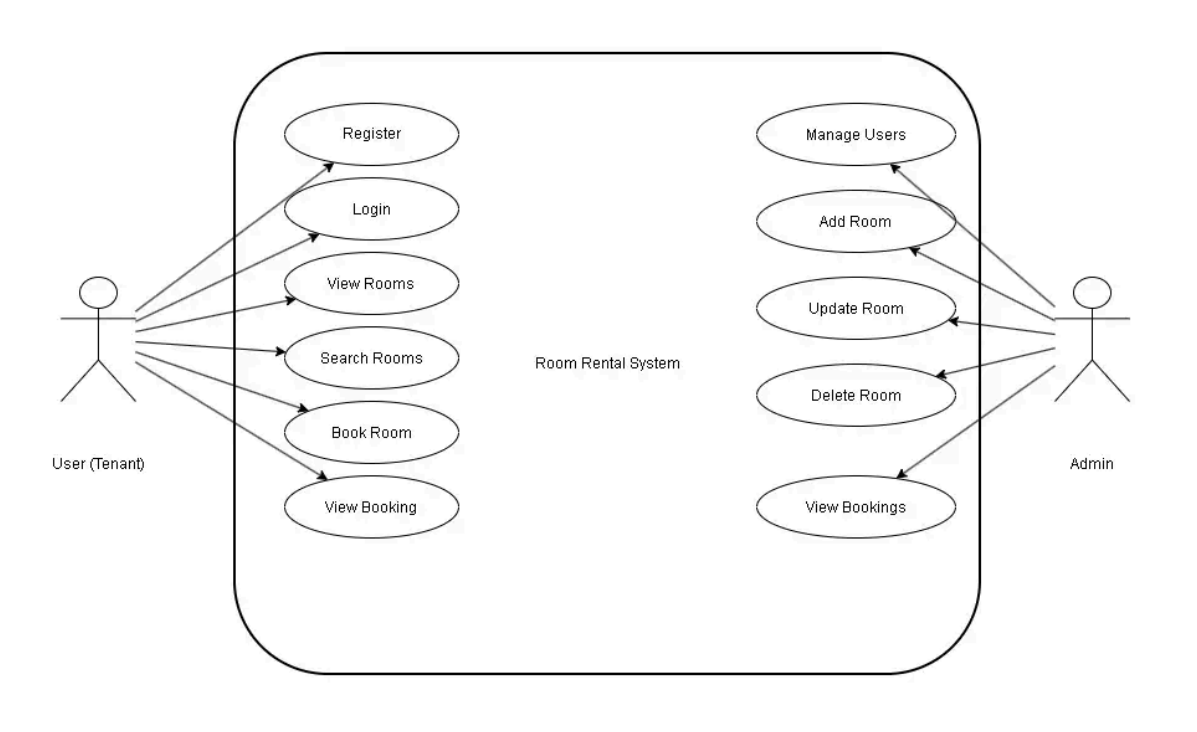 Register
Login
View Rooms
Search Rooms
Book Room
View Booking
User (Tenant)
Room Rental System
Manage Users
Add Room
Update Room
Delete Room
View Bookings
Admin